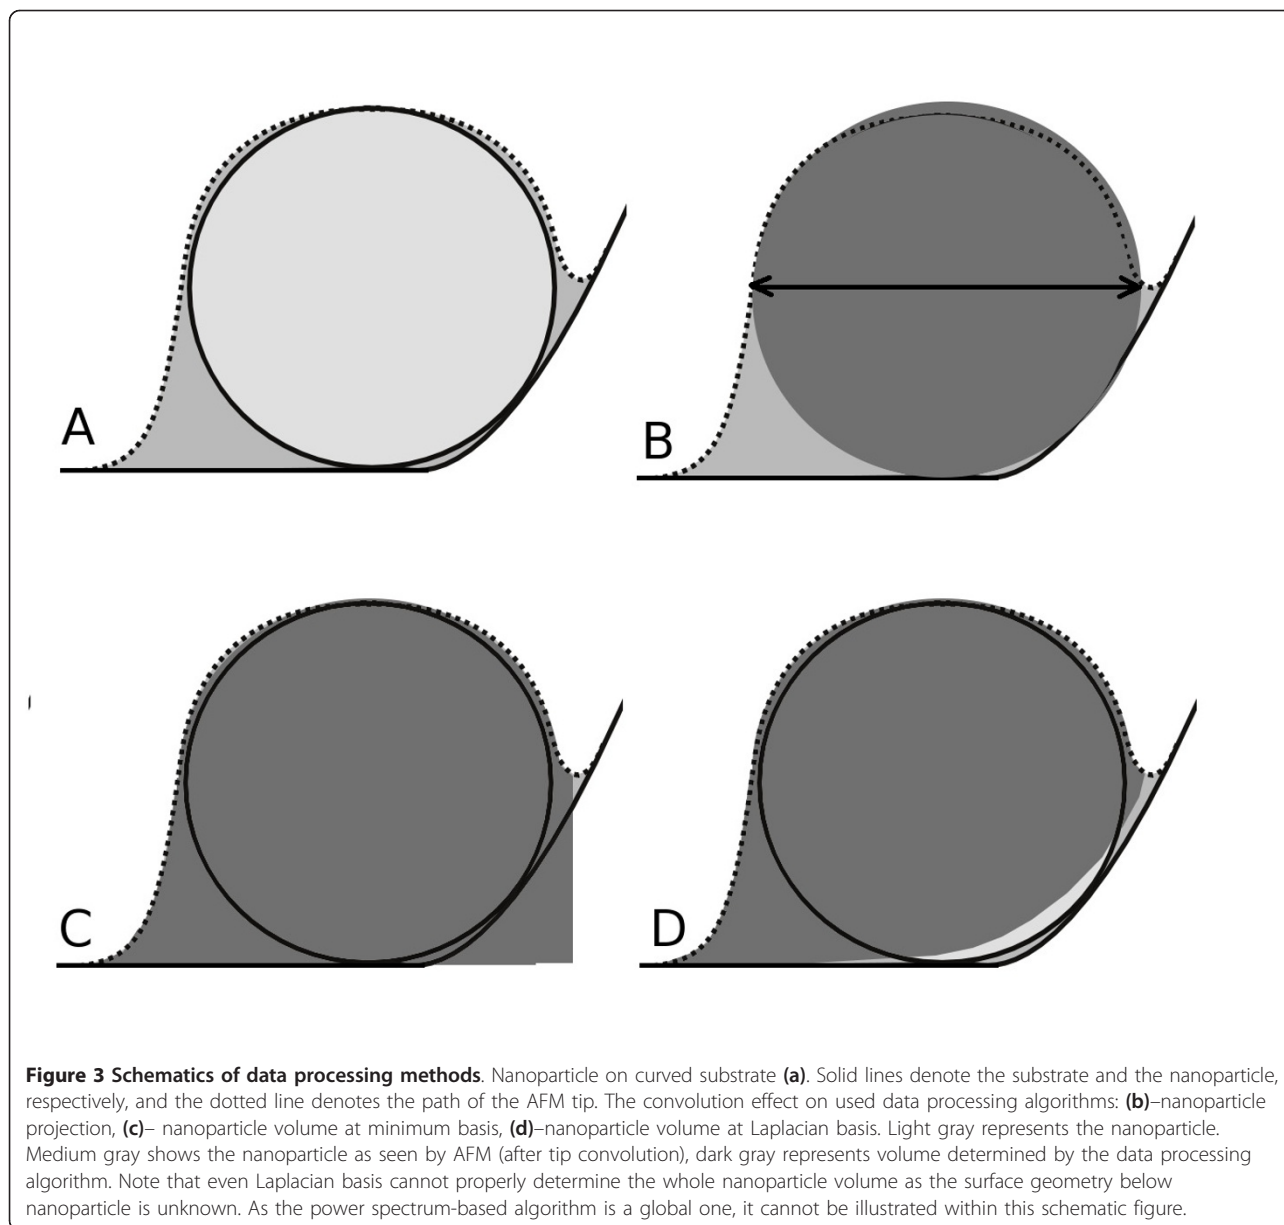 A
B
C
D
Figure 3 Schematics of data processing methods. Nanoparticle on curved substrate (a). Solid lines denote the substrate and the nanoparticle,
respectively, and the dotted line denotes the path of the AFM tip. The convolution effect on used data processing algorithms: (b)–nanoparticle
projection, (c)– nanoparticle volume at minimum basis, (d)–nanoparticle volume at Laplacian basis. Light gray represents the nanoparticle.
Medium gray shows the nanoparticle as seen by AFM (after tip convolution), dark gray represents volume determined by the data processing
algorithm. Note that even Laplacian basis cannot properly determine the whole nanoparticle volume as the surface geometry below
nanoparticle is unknown. As the power spectrum-based algorithm is a global one, it cannot be illustrated within this schematic figure.